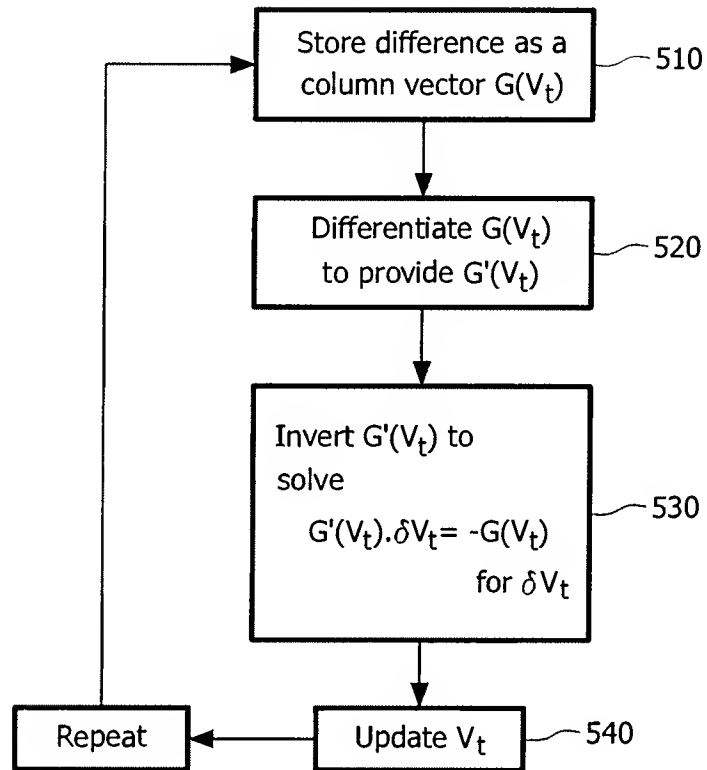 Store difference as a
column vector G(Vt)
510
Differentiate G(Vt)
to provide G'(Vt)
520
Invert G'(Vt) to
solve
G'(Vt).δVt= -G(Vt)
for δVt
530
Repeat
Update Vt
540